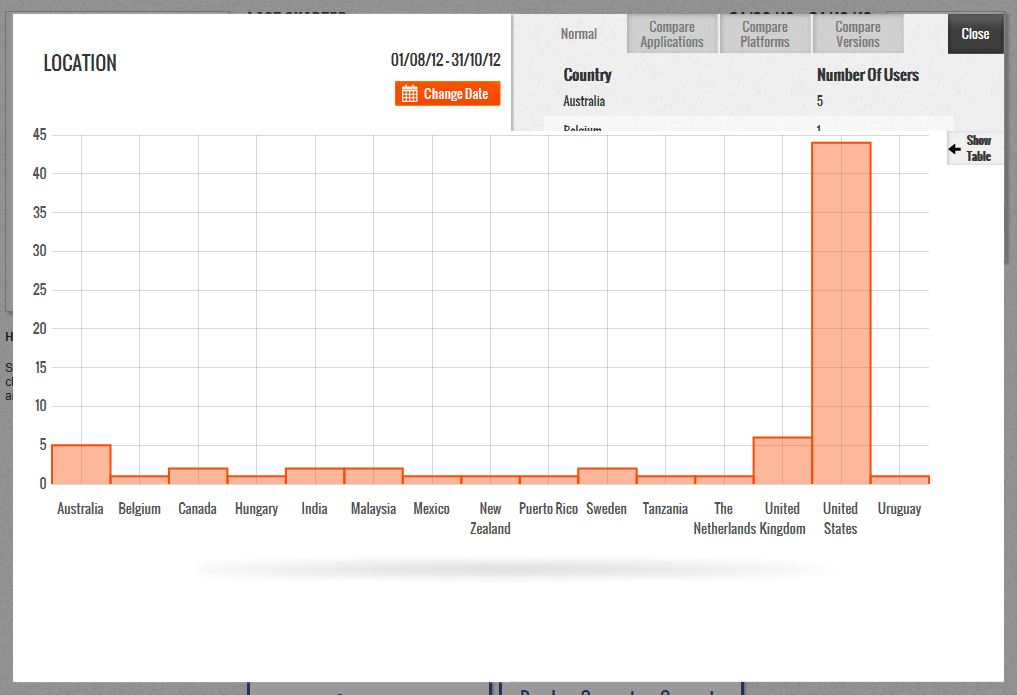 Normal
Compare
Applications
Compare
Platforms
Compare
Versions
Close
LOCATION
01/08/12 - 31/10/12
Change Date
Country Number Of Users
Australia 5
Belgium 1
Show
Table
45
40
35
30
25
20
15
10
5
0
Australia Belgium Canada Hungary India Malaysia Mexico New Zealand Puerto Rico Sweden Tanzania The Netherlands United Kingdom United States Uruguay